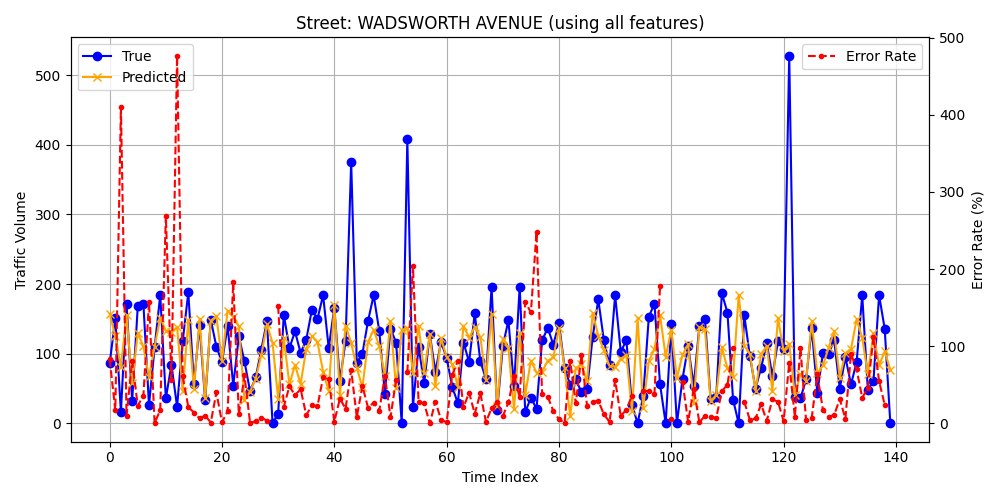 Street: WADSWORTH AVENUE (using all features)
True
Predicted
Error Rate
Traffic Volume
0
100
200
300
400
500
Error Rate (%)
0
100
200
300
400
500
0
20
40
60
80
100
120
140
Time Index